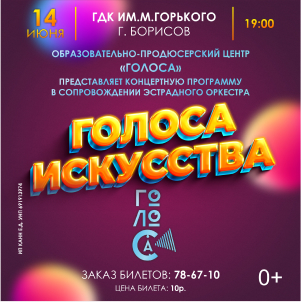 14
ИЮНЯ
ГДК ИМ.М.ГОРЬКОГО
Г. БОРИСОВ
19:00
ОБРАЗОВАТЕЛЬНО-ПРОДЮСЕРСКИЙ ЦЕНТР
«ГОЛОСА»
ПРЕДСТАВЛЯЕТ КОНЦЕРТНУЮ ПРОГРАММУ
В СОПРОВОЖДЕНИИ ЭСТРАДНОГО ОРКЕСТРА
ГОЛОСА
ИСКУССТВА
ГОЛОСА
ЗАКАЗ БИЛЕТОВ: 78-67-10
ЦЕНА БИЛЕТА: 10р.
0+